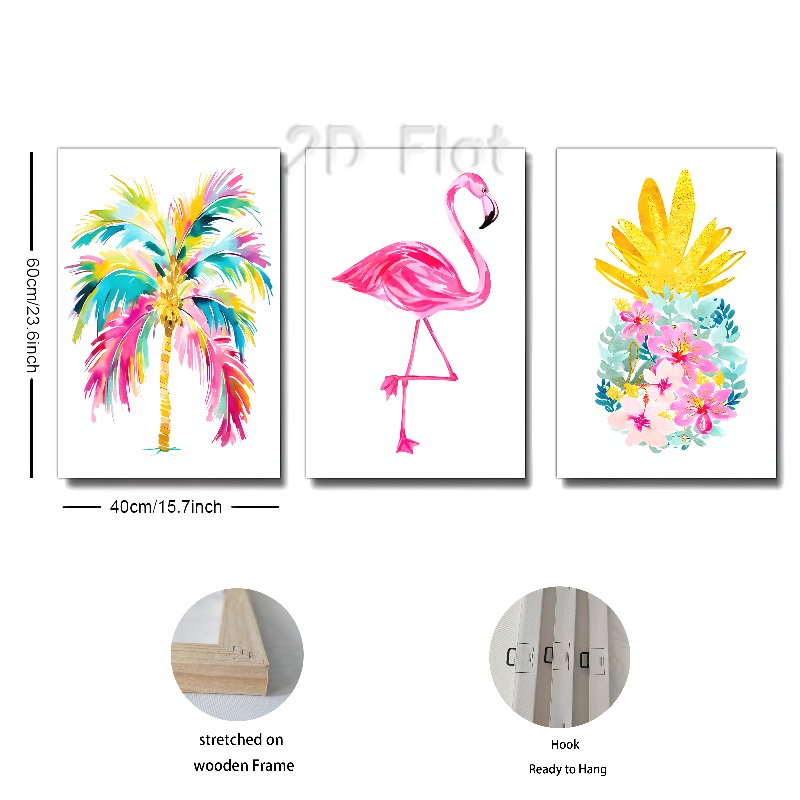 2D Flat
60cm/23.6inch
40cm/15.7inch
stretched on
wooden Frame
Hook
Ready to Hang